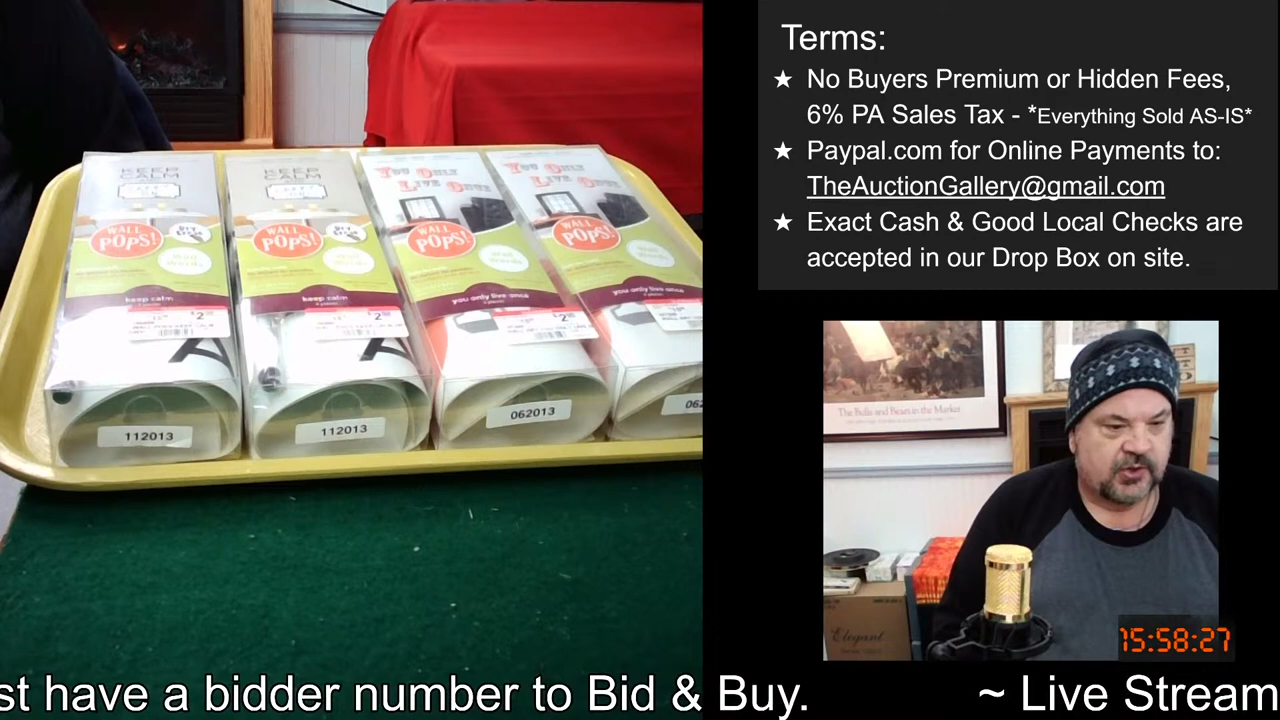 Terms:
★ No Buyers Premium or Hidden Fees,
6% PA Sales Tax - *Everything Sold AS-IS*
★ Paypal.com for Online Payments to:
TheAuctionGallery@gmail.com
★ Exact Cash & Good Local Checks are
accepted in our Drop Box on site.
KEEP
CALM
KEEP
CALM
You Only
Live Once
You Only
Live Once
WALL
POPS!
WALL
POPS!
WALL
POPS!
WALL
POPS!
keep calm
keep calm
you only live once
you only live once
$2
$2
A
A
112013
112013
062013
062
The Bulls and Bears in the Market
Elegant
15:58:27
st have a bidder number to Bid & Buy.
~ Live Stream